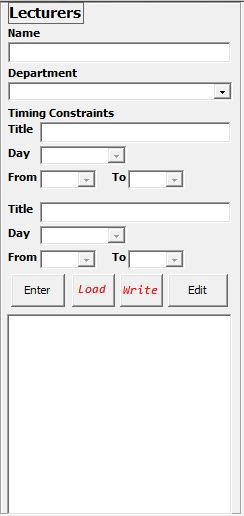 Lecturers
Name
Department
Timing Constraints
Title
Day
From To
Title
Day
From To
Enter Load Write Edit